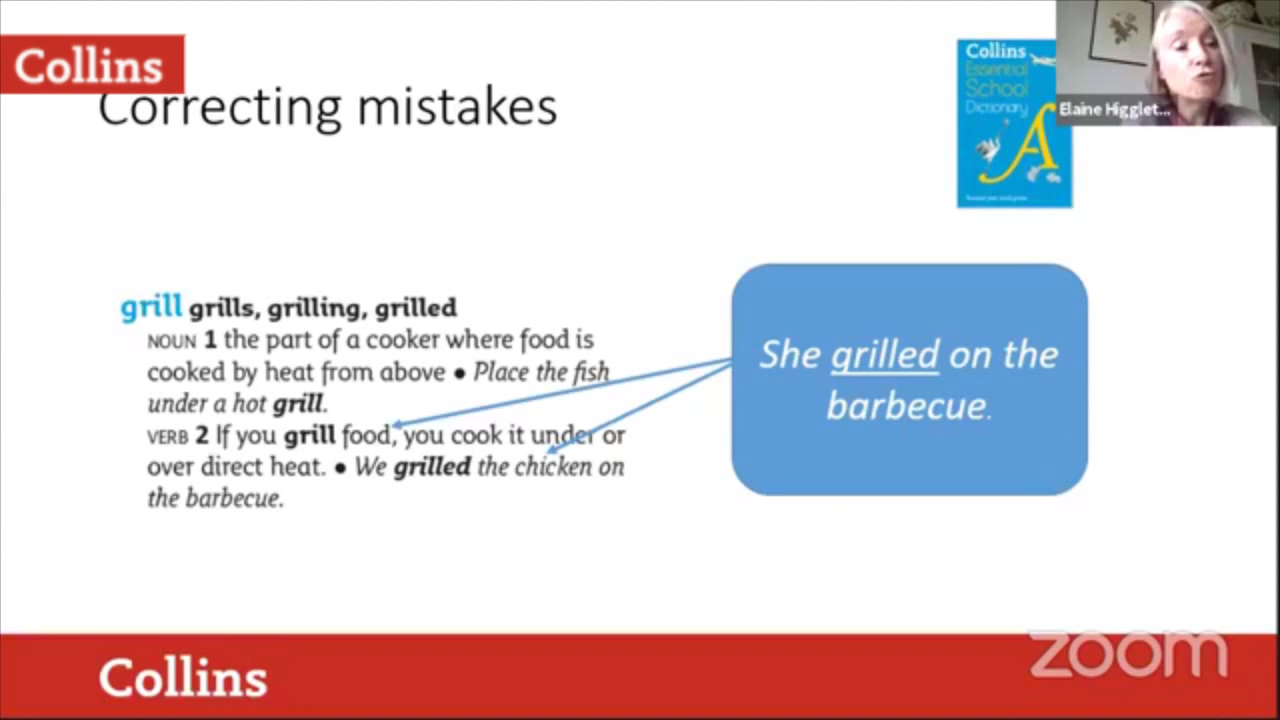 Collins
Correcting mistakes
Collins
Essential
School
Dictionary
A
Elaine Higglet...
grill grills, grilling, grilled
NOUN 1 the part of a cooker where food is
cooked by heat from above ● Place the fish
under a hot grill.
VERB 2 If you grill food, you cook it under or
over direct heat. ● We grilled the chicken on
the barbecue.
She grilled on the
barbecue.
Collins
zoom